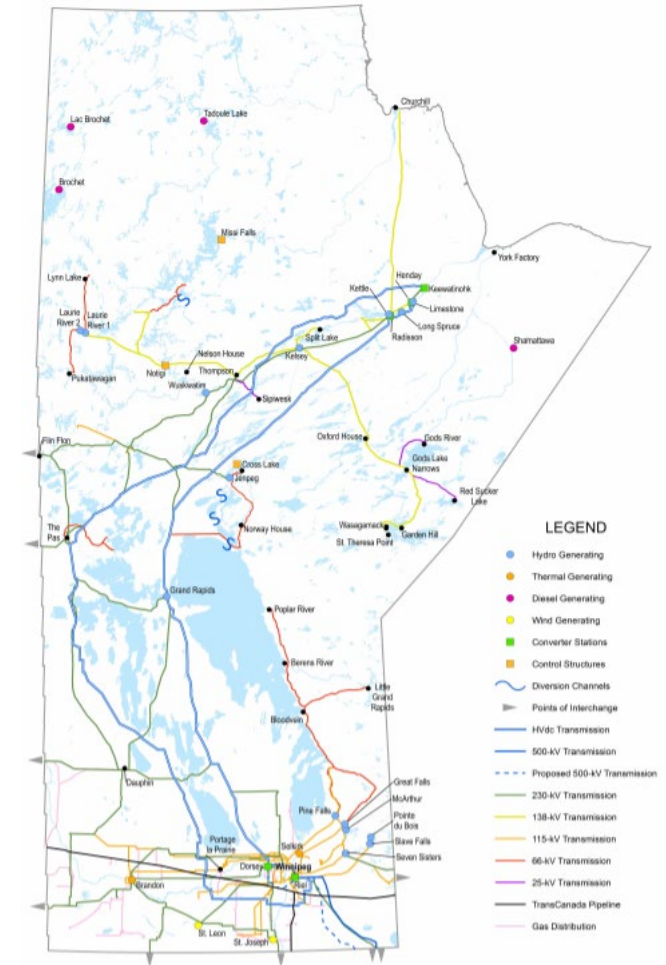 Churchill
Lac Brochet
Tadoule Lake
Brochet
Missi Falls
York Factory
Lynn Lake
Henday
Kettle
Keewatinohk
Limestone
Laurie
River 2
Laurie
River 1
Long Spruce
Radisson
Split Lake
Shamattawa
Nelson House
Kelsey
Notigi
Thompson
Pukatawagan
Wuskwatim
Sipiwesk
Oxford House
Gods River
Flin Flon
Gods Lake
Narrows
Cross Lake
Jenpeg
Red Sucker
Lake
The
Pas
Norway House
Wasagamack
Garden Hill
St. Theresa Point
LEGEND
Hydro Generating
Thermal Generating
Diesel Generating
Wind Generating
Converter Stations
Control Structures
Diversion Channels
Points of Interchange
HVdc Transmission
500-kV Transmission
Proposed 500-kV Transmission
230-kV Transmission
138-kV Transmission
115-kV Transmission
66-kV Transmission
25-kV Transmission
TransCanada Pipeline
Gas Distribution
Grand Rapids
Poplar River
Berens River
Little
Grand
Rapids
Bloodvein
Dauphin
Great Falls
McArthur
Pine Falls
Pointe
du Bois
Slave Falls
Seven Sisters
Portage
la Prairie
Selkirk
Dorsey
Winnipeg
Riel
Brandon
St. Leon
St. Joseph